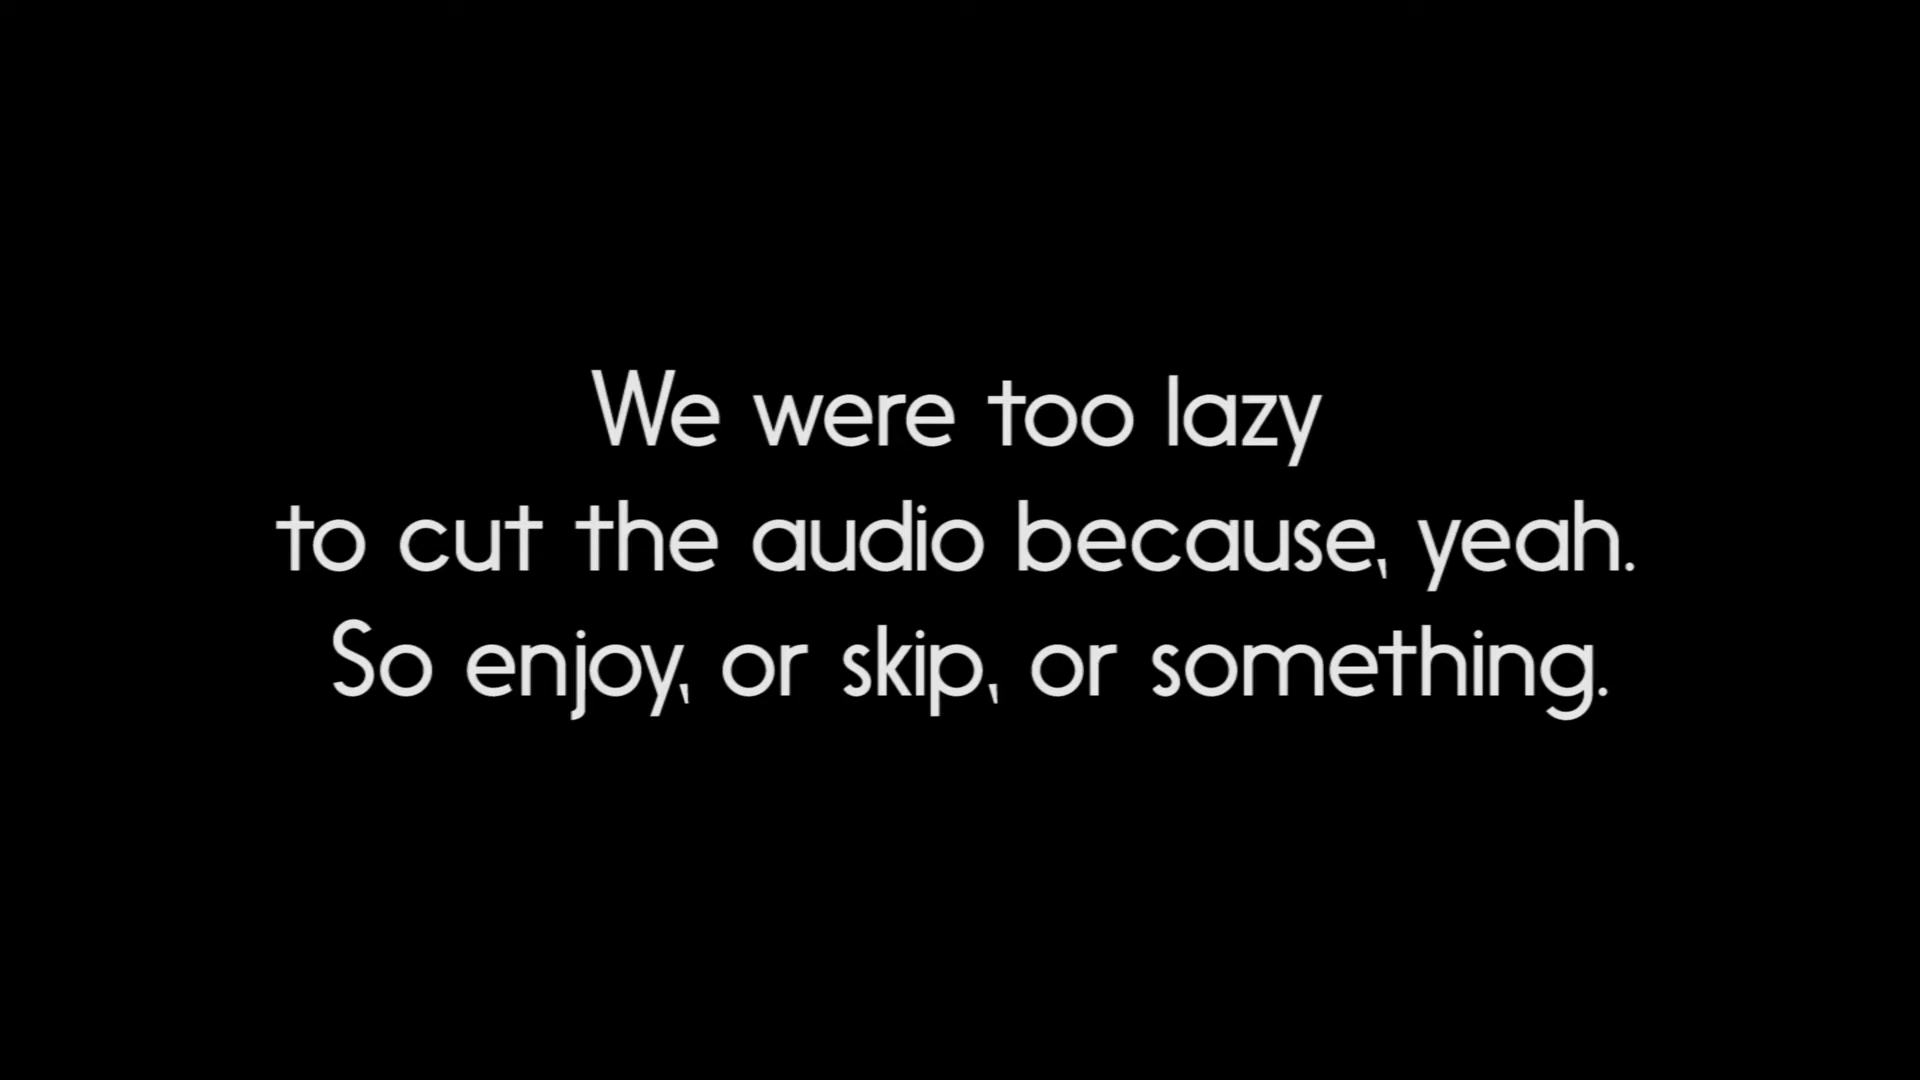 We were too lazy
to cut the audio because, yeah.
So enjoy, or skip, or something.